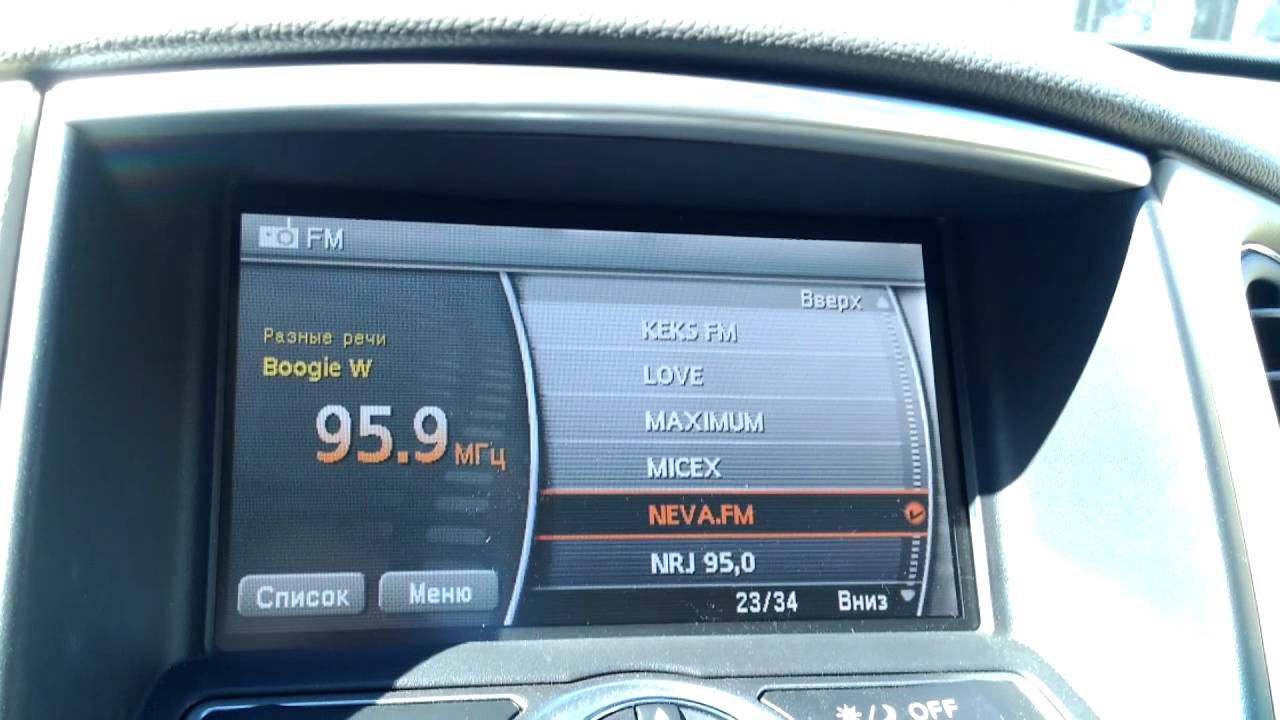 FM
Разные речи
Boogie W
95.9 МГц
Список
Меню
Вверх
KEKS FM
LOVE
MAXIMUM
MICEX
NEVA.FM
NRJ 95,0
23/34 Вниз
OFF